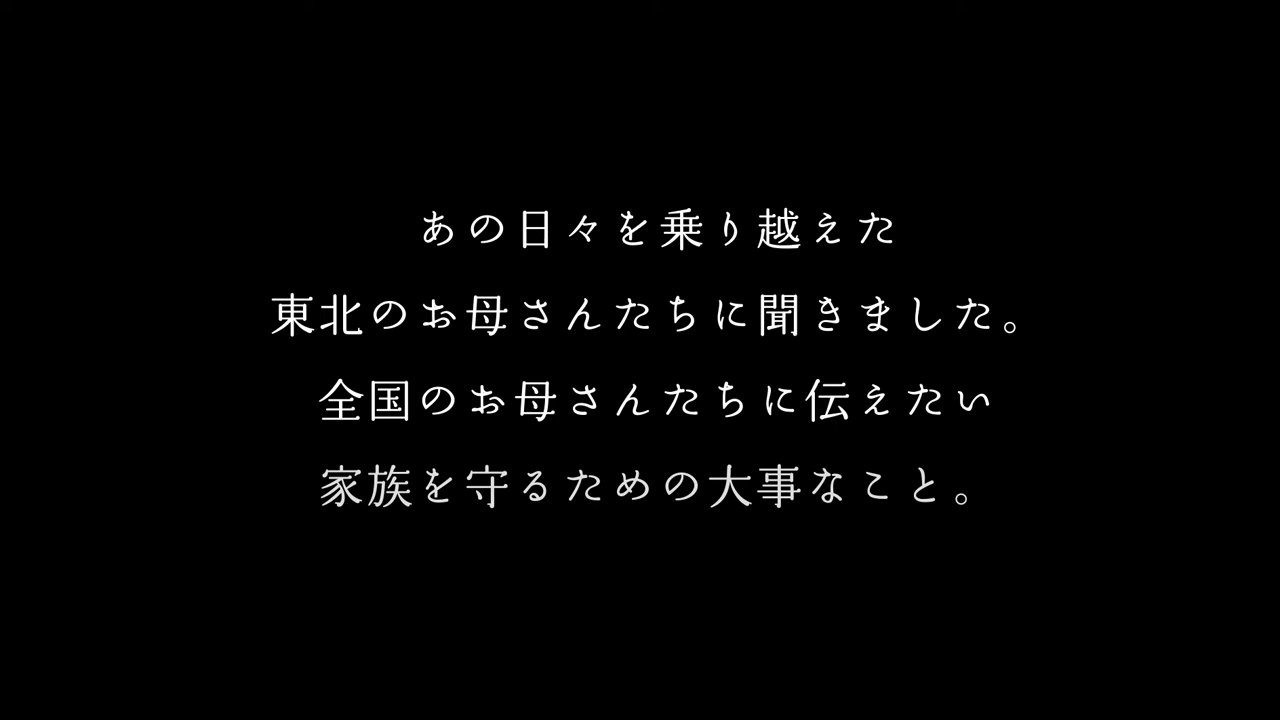 あの日々を乗り越えた
東北のお母さんたちに聞きました。
全国のお母さんたちに伝えたい
家族を守るための大事なこと。